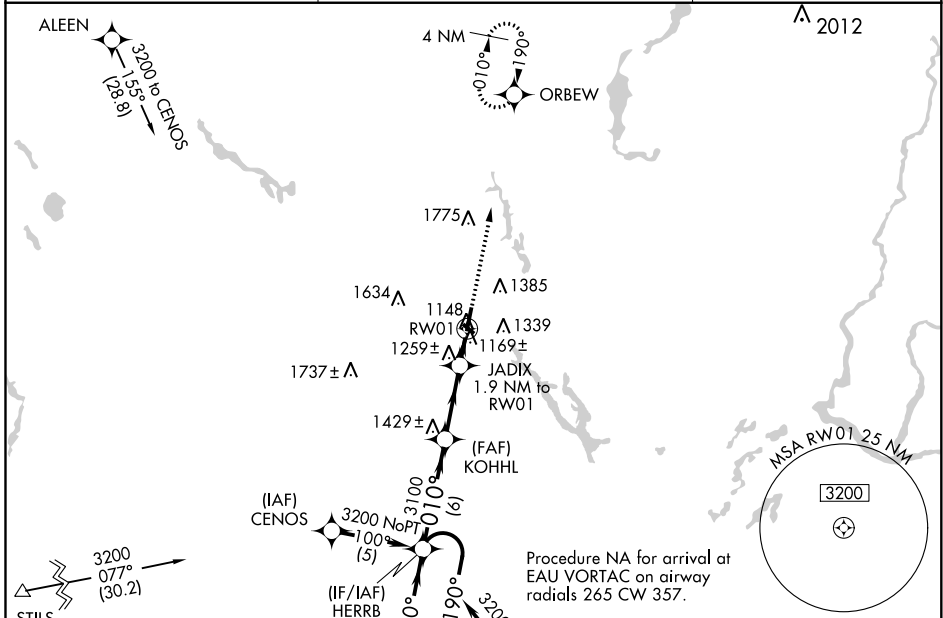 ALEEN
3200 to CENOS
155°
(28.8)
4 NM
010°
190°
ORBEW
2012
1775
1634
1385
1148
RW01
1339
1259±
1169±
1737±
JADIX
1.9 NM to
RW01
1429±
(FAF)
KOHHL
MSA RW01 25 NM
3200
(IAF)
CENOS
3200 NoPT
100°
(5)
3100
010°
(6)
3200
077°
(30.2)
(IF/IAF)
HERRB
190°
Procedure NA for arrival at
EAU VORTAC on airway
radials 265 CW 357.